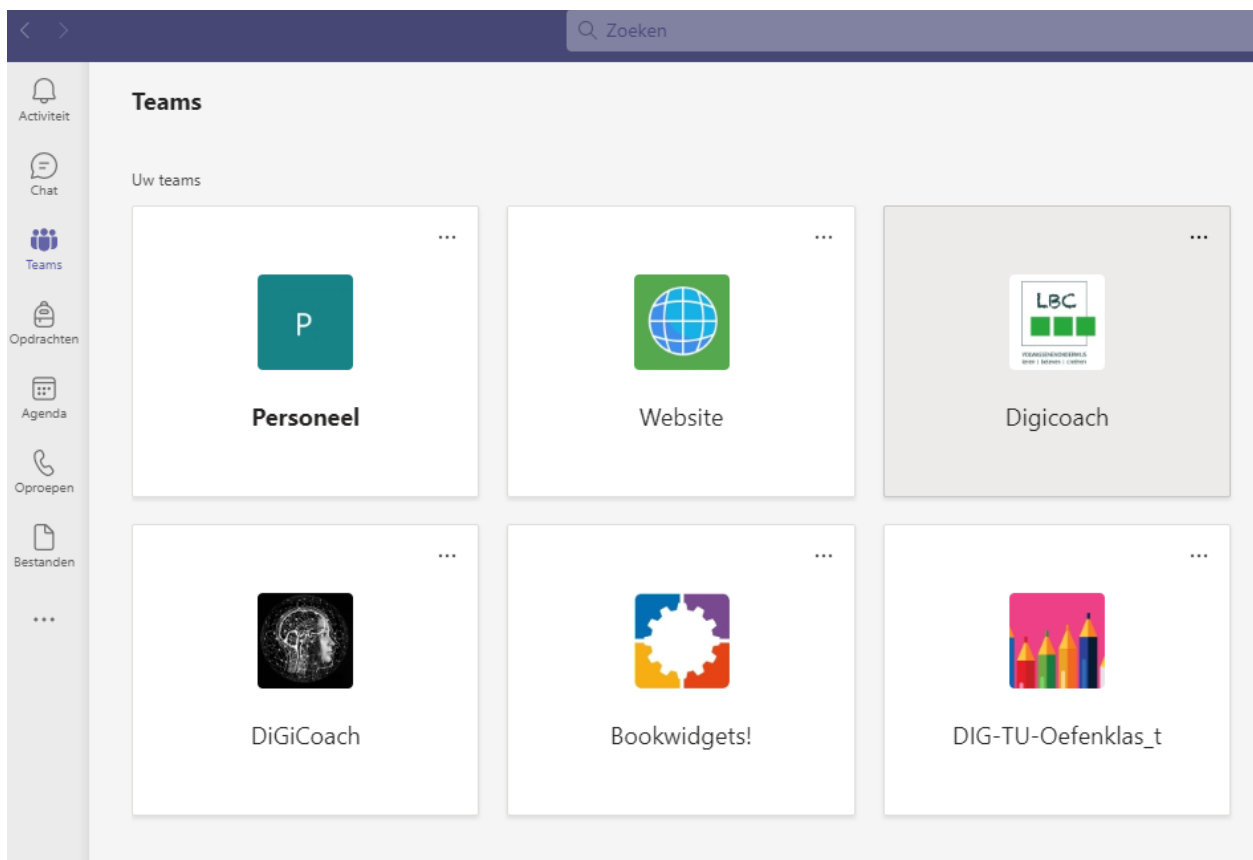 Zoeken
Activiteit
Chat
Teams
Opdrachten
Agenda
Oproepen
Bestanden
Teams
Uw teams
P
Personeel
Website
LBC
VOLWASSENENONDERWIJS
Digicoach
DiGiCoach
Bookwidgets!
DIG-TU-Oefenklas_t